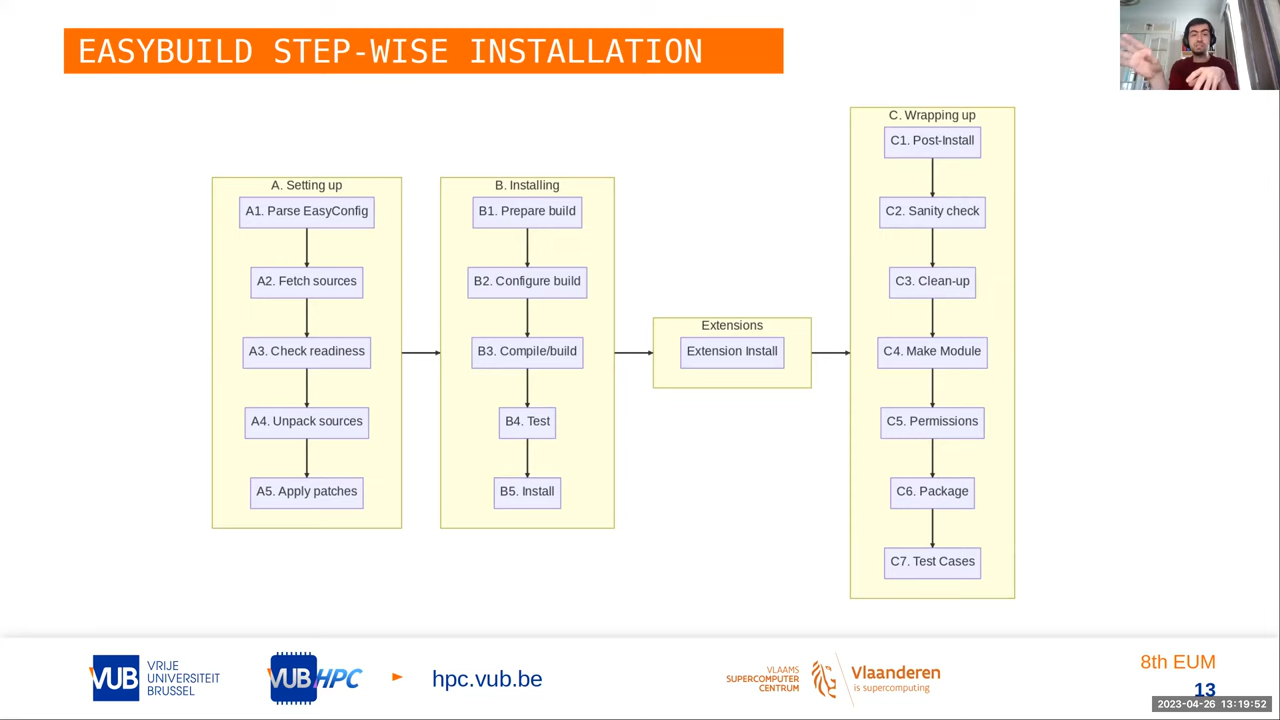 EASYBUILD STEP-WISE INSTALLATION
A. Setting up
A1. Parse EasyConfig
A2. Fetch sources
A3. Check readiness
A4. Unpack sources
A5. Apply patches
B. Installing
B1. Prepare build
B2. Configure build
B3. Compile/build
B4. Test
B5. Install
Extensions
Extension Install
C. Wrapping up
C1. Post-Install
C2. Sanity check
C3. Clean-up
C4. Make Module
C5. Permissions
C6. Package
C7. Test Cases
VUB
VRIJE
UNIVERSITEIT
BRUSSEL
VUB HPC
hpc.vub.be
VLAAMS
SUPERCOMPUTER
CENTRUM
Vlaanderen
is supercomputing
8th EUM
13
2023-04-26 13:19:52